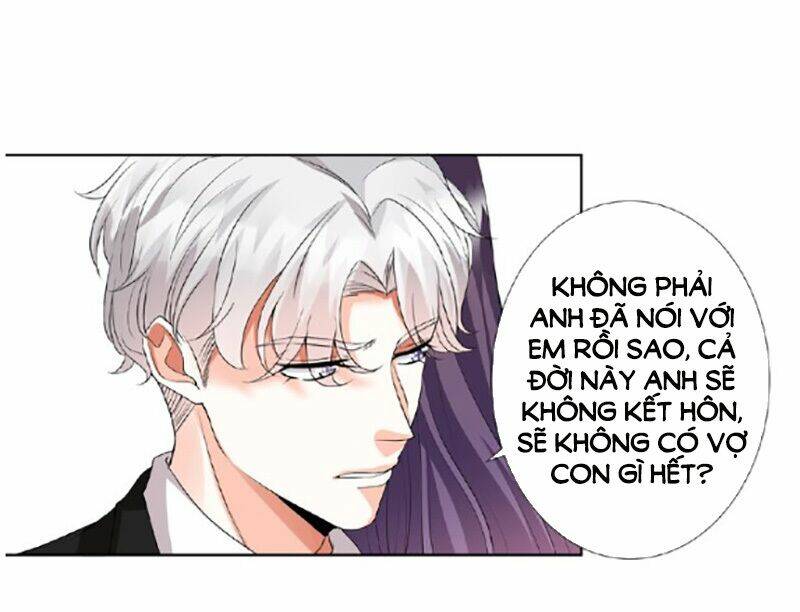 KHÔNG PHẢI
ANH ĐÃ NÓI VỚI
EM RỒI SAO, CẢ
ĐỜI NÀY ANH SẼ
KHÔNG KẾT HÔN,
SẼ KHÔNG CÓ VỢ
CON GÌ HẾT?